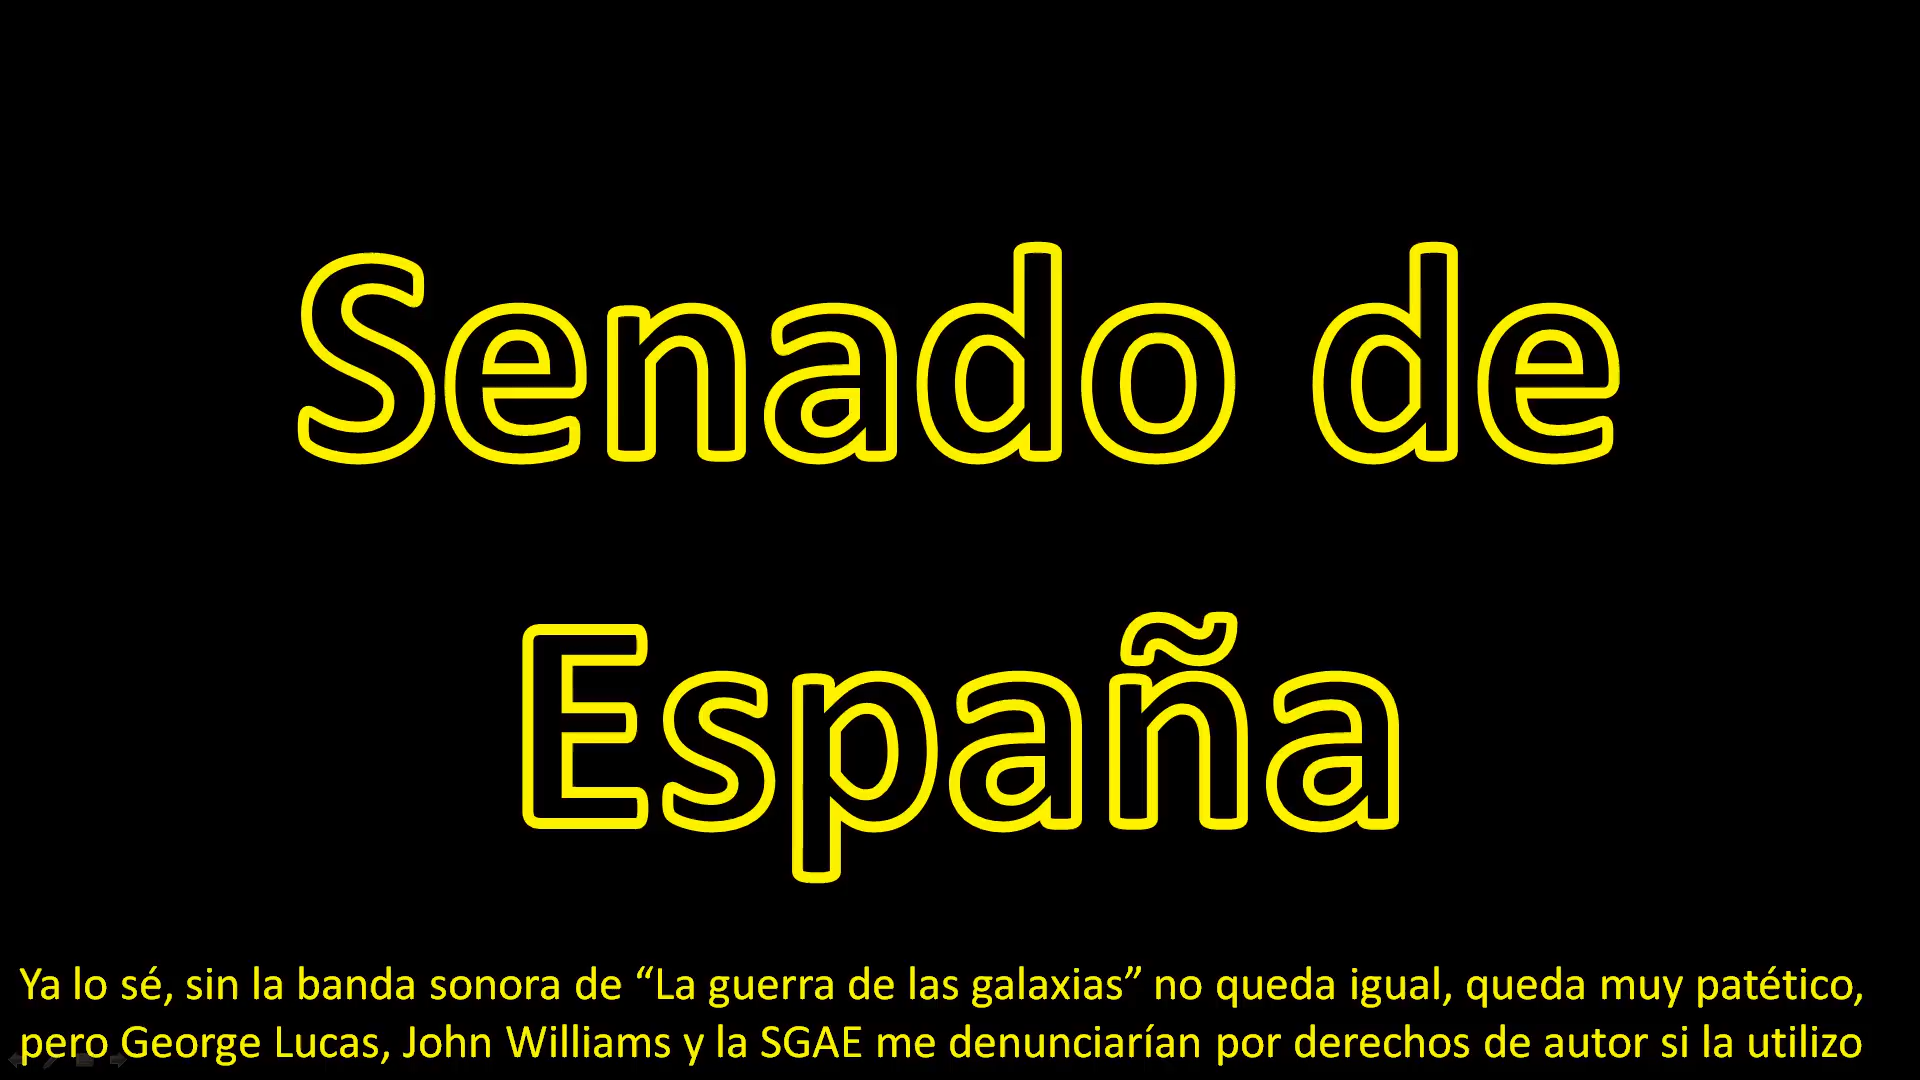 Senado de
España
Ya lo sé, sin la banda sonora de “La guerra de las galaxias” no queda igual, queda muy patético,
pero George Lucas, John Williams y la SGAE me denunciarían por derechos de autor si la utilizo